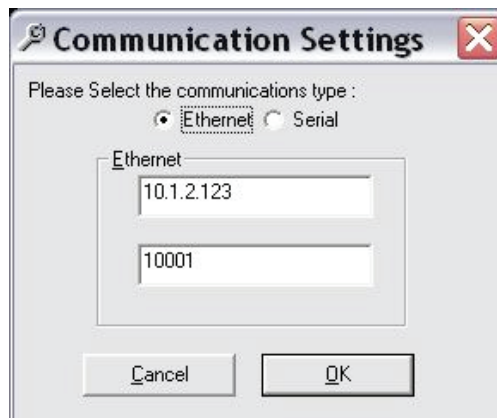 Communication Settings
Please Select the communications type :
Ethernet Serial
Ethernet
10.1.2.123
10001
Cancel OK